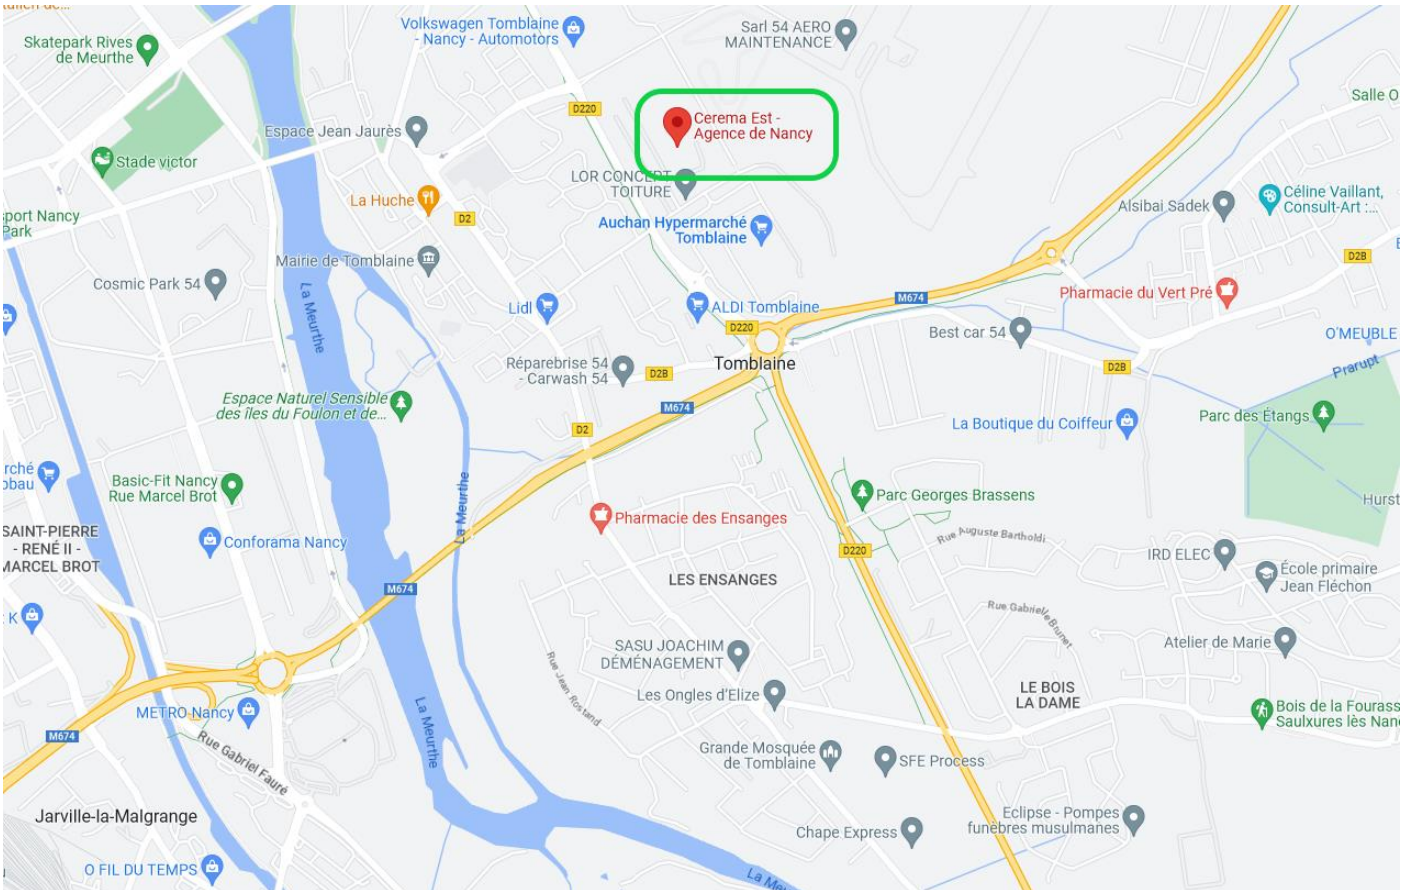 Volkswagen Tomblaine
- Nancy - Automotors
Sarl 54 AERO
MAINTENANCE
Skatepark Rives
de Meurthe
D220
Cerema Est -
Agence de Nancy
Salle O
Espace Jean Jaurès
Stade victor
LOR CONCEPT
TOITURE
La Huche
Céline Vaillant,
Consult-Art :...
Alsibai Sadek
sport Nancy
Park
D2
Auchan Hypermarché
Tomblaine
Mairie de Tomblaine
D2B
Cosmic Park 54
Pharmacie du Vert Pré
La Meurthe
Lidl
ALDI Tomblaine
M674
D220
Best car 54
O'MEUBLE
Réparebrise 54
- Carwash 54
D2B
Tomblaine
D2B
Prarupt
Espace Naturel Sensible
des îles du Foulon et de...
M674
Parc des Étangs
La Boutique du Coiffeur
D2
rché
obau
Basic-Fit Nancy
Rue Marcel Brot
La Meurthe
Parc Georges Brassens
Hurst
Pharmacie des Ensanges
SAINT-PIERRE
- RENÉ II -
MARCEL BROT
Conforama Nancy
Rue Auguste Bartholdi
D220
IRD ELEC
École primaire
Jean Fléchon
LES ENSANGES
M674
K
Rue Gabrielle Brunet
SASU JOACHIM
DÉMÉNAGEMENT
Atelier de Marie
Rue Jean Rostand
Les Ongles d'Elize
LE BOIS
LA DAME
METRO Nancy
Bois de la Fourass
Saulxures lès Nan
M674
La Meurthe
Rue Gabriel Fauré
Grande Mosquée
de Tomblaine
SFE Process
Jarville-la-Malgrange
Eclipse - Pompes
funèbres musulmanes
Chape Express
O FIL DU TEMPS
La Me